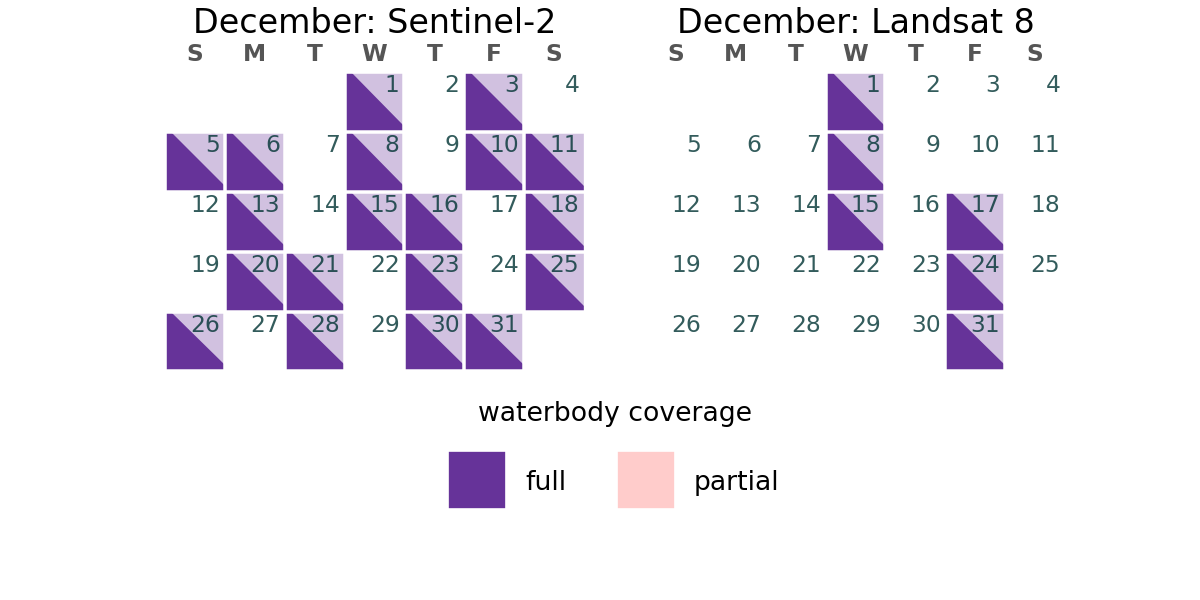 December: Sentinel-2
S M T W T F S
1 2 3 4
5 6 7 8 9 10 11
12 13 14 15 16 17 18
19 20 21 22 23 24 25
26 27 28 29 30 31
December: Landsat 8
S M T W T F S
1 2 3 4
5 6 7 8 9 10 11
12 13 14 15 16 17 18
19 20 21 22 23 24 25
26 27 28 29 30 31
waterbody coverage
full partial